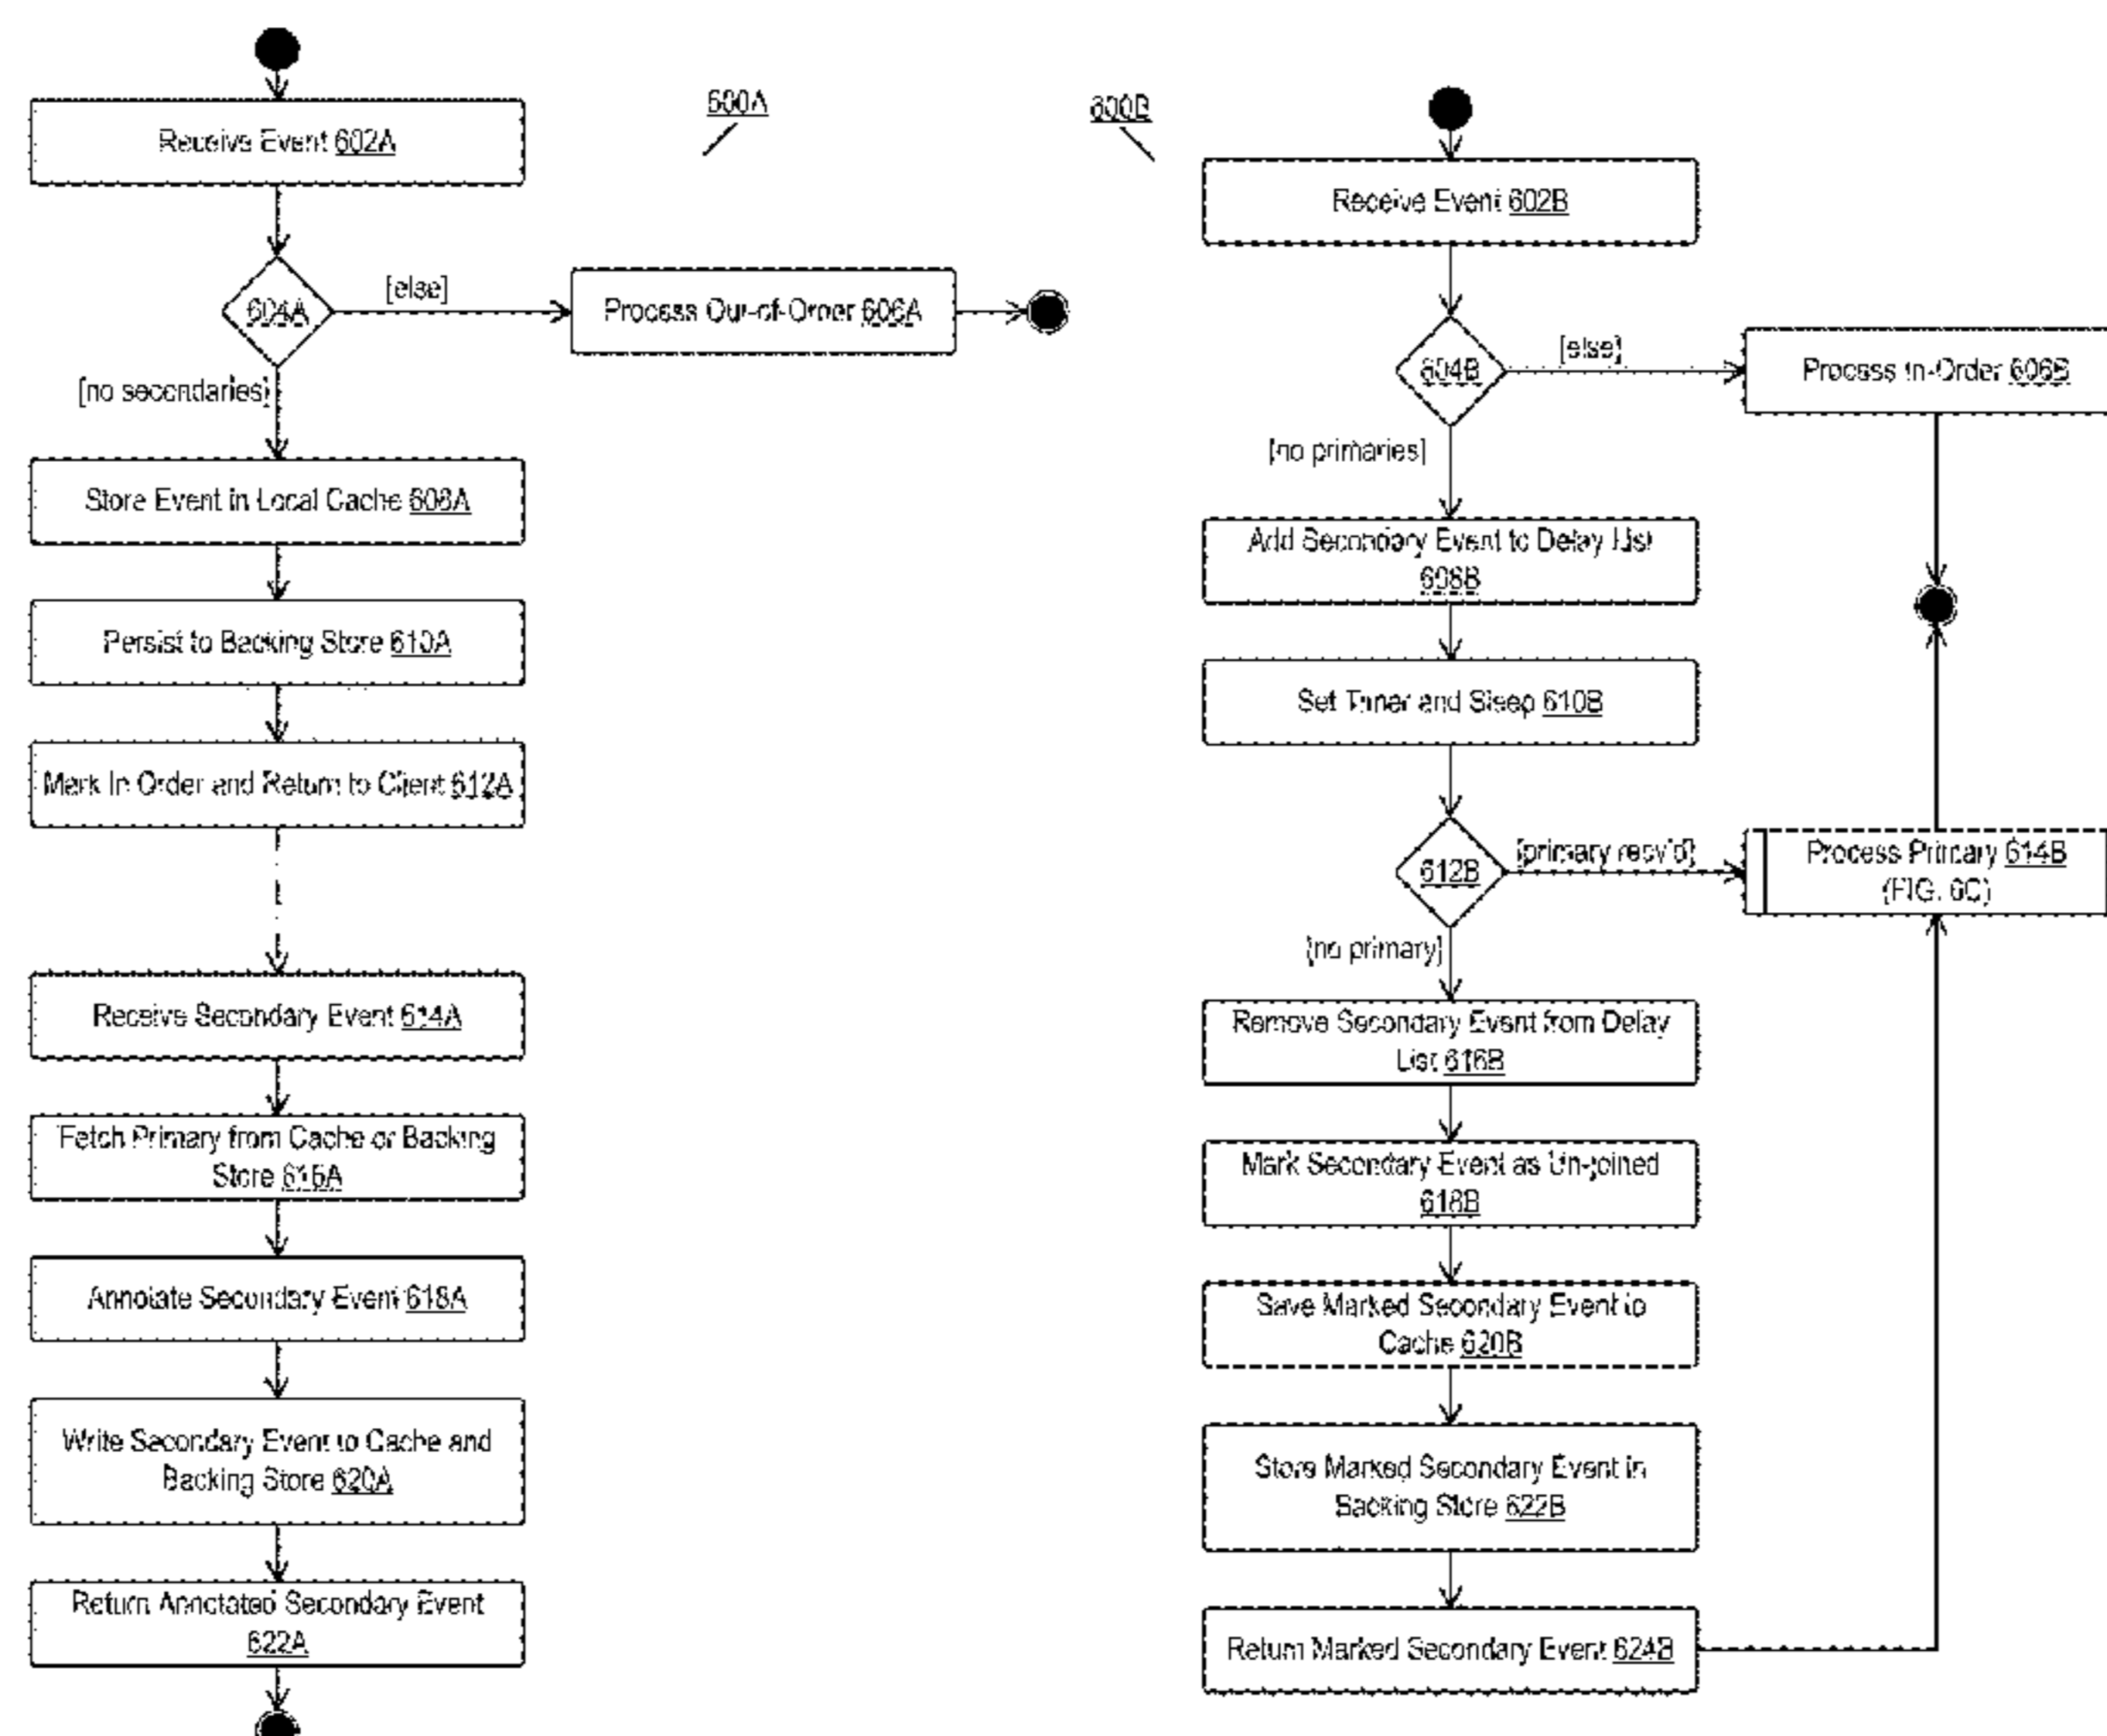 600A
Receive Event 602A
604A
[else]
Process Out-of-Order 606A
[no secondaries]
Store Event in Local Cache 608A
Persist to Backing Store 610A
Mark In Order and Return to Client 612A
Receive Secondary Event 614A
Fetch Primary from Cache or Backing
Store 616A
Annotate Secondary Event 618A
Write Secondary Event to Cache and
Backing Store 620A
Return Annotated Secondary Event
622A
600B
Receive Event 602B
604B
[else]
Process In-Order 606B
[no primaries]
Add Secondary Event to Delay List
608B
Set Timer and Sleep 610B
612B
[primary recv'd]
Process Primary 614B
(FIG. 6C)
[no primary]
Remove Secondary Event from Delay
List 616B
Mark Secondary Event as Un-joined
618B
Save Marked Secondary Event to
Cache 620B
Store Marked Secondary Event in
Backing Store 622B
Return Marked Secondary Event 624B